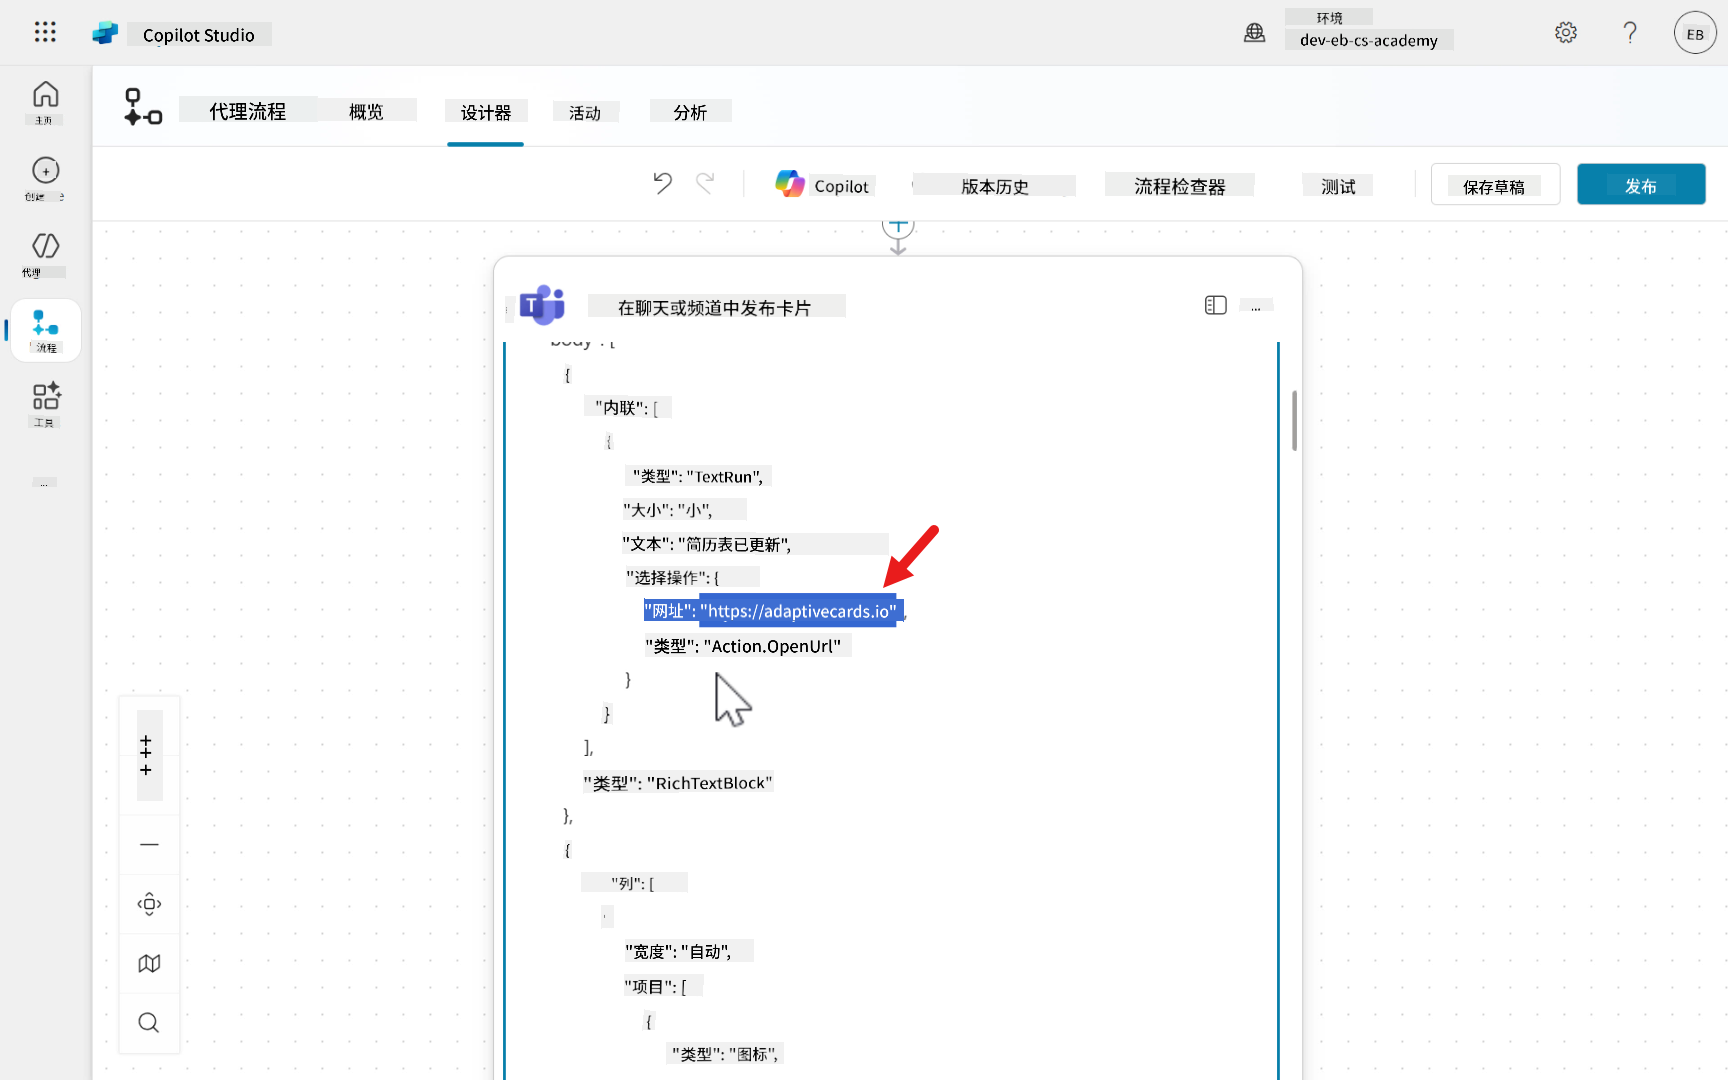 Copilot Studio
环境
dev-eb-cs-academy
EB
主页
创建
代理
流程
工具
...
代理流程
概览
设计器
活动
分析
Copilot
版本历史
流程检查器
测试
保存草稿
发布
在聊天或频道中发布卡片
...
body": [
{
"内联": [
{
"类型": "TextRun",
"大小": "小",
"文本": "简历表已更新",
"选择操作": {
"网址": "https://adaptivecards.io",
"类型": "Action.OpenUrl"
}
}
],
"类型": "RichTextBlock"
},
{
"列": [
"宽度": "自动",
"项目": [
{
"类型": "图标",